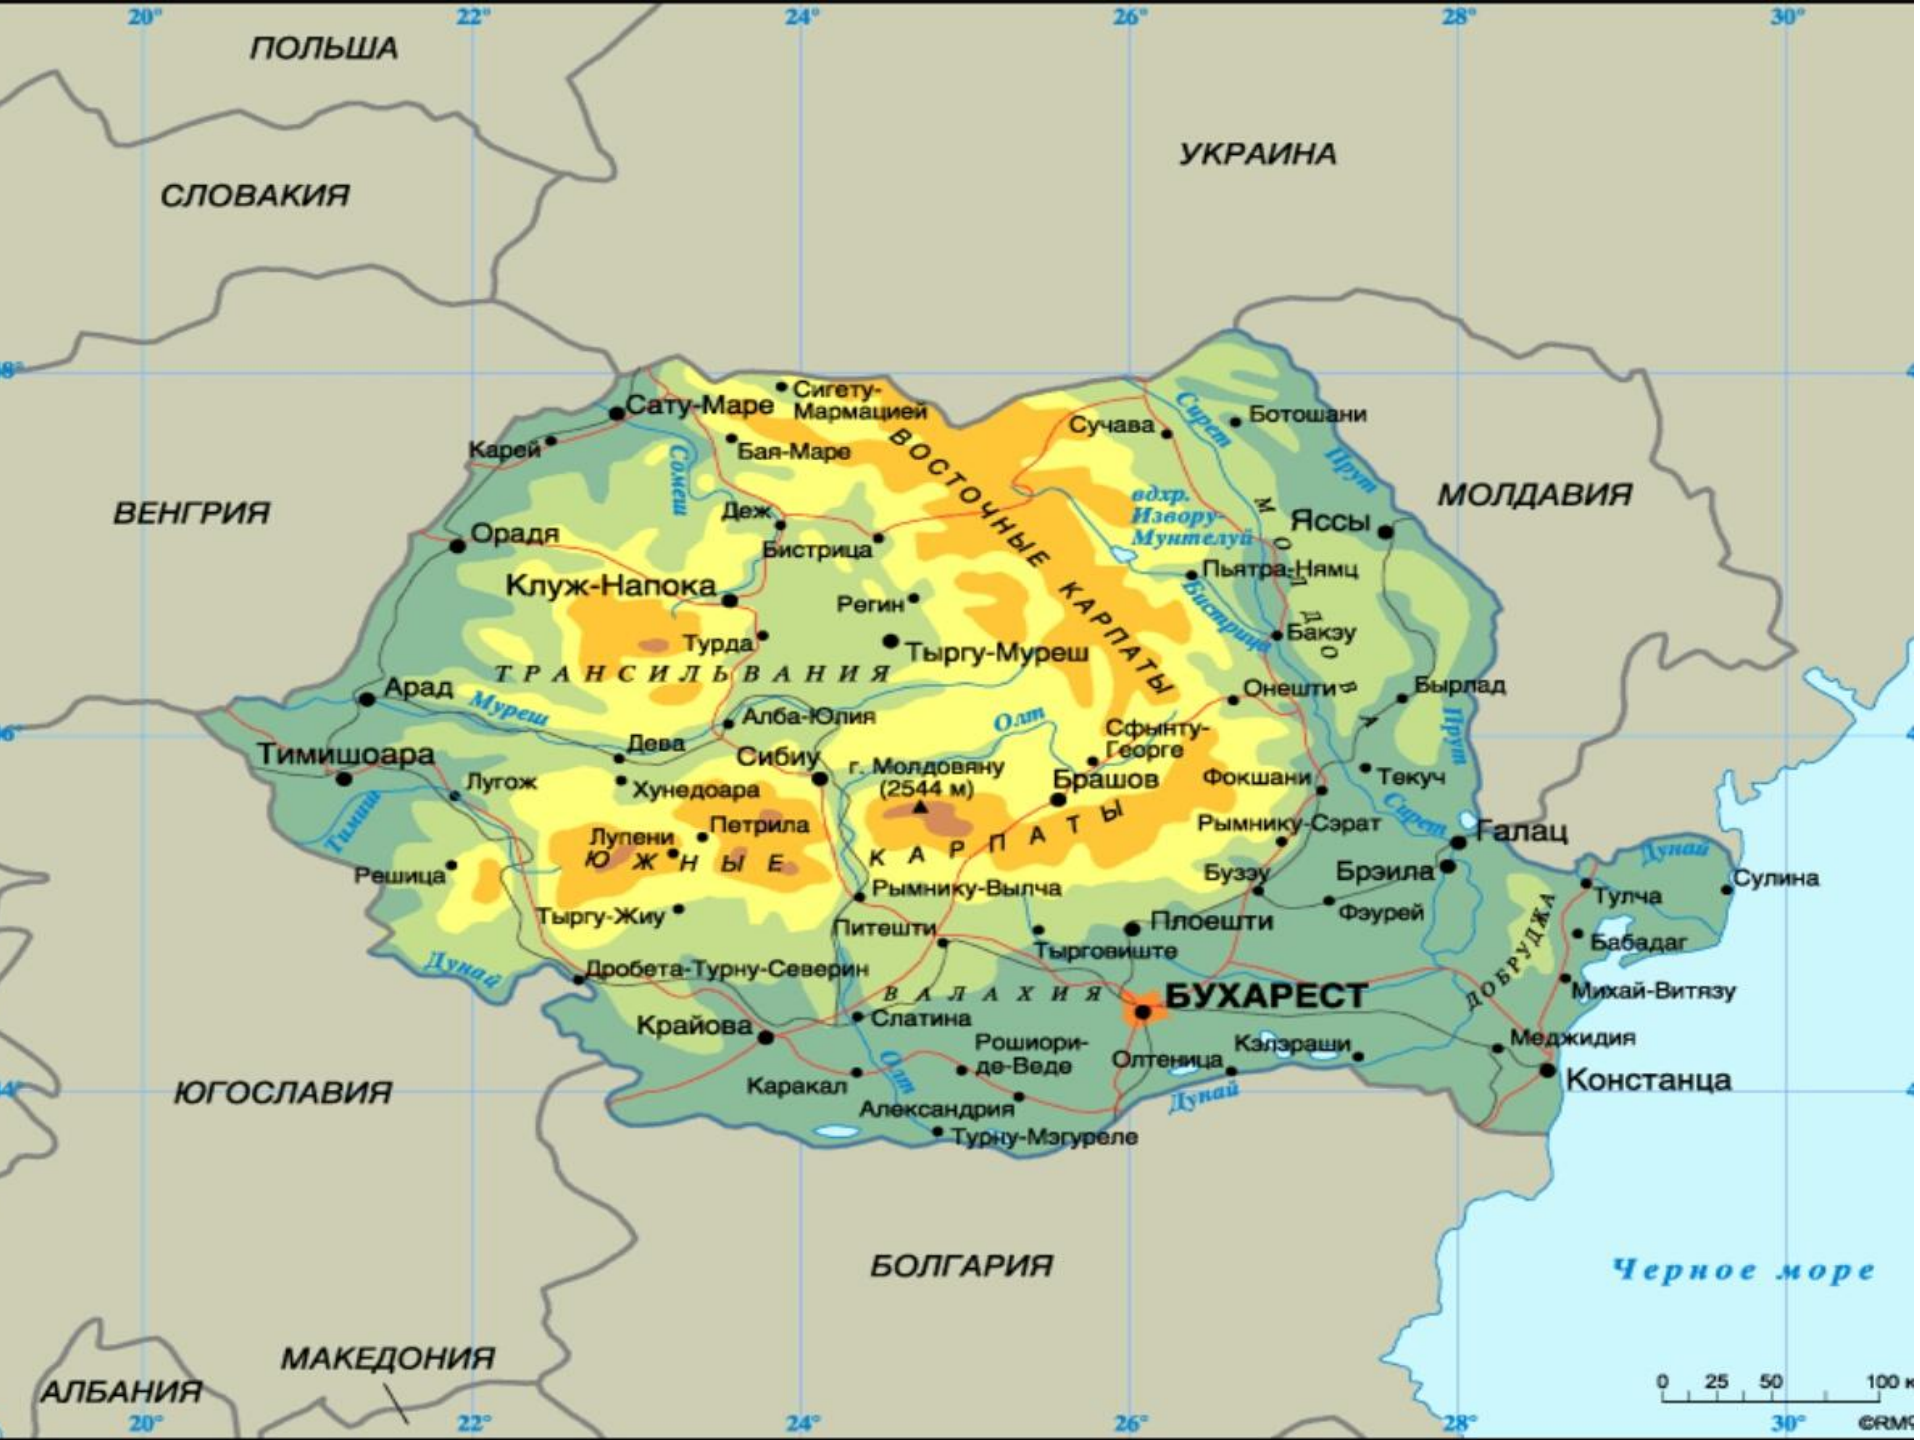 20° 22° 24° 26° 28° 30°
ПОЛЬША
УКРАИНА
СЛОВАКИЯ
8°
Сигету-
Мармацией
Сату-Маре
Ботошани
Сирет
Сучава
Карей
Бая-Маре
ВОСТОЧНЫЕ КАРПАТЫ
Сомеш
Прут
вдхр.
Извору-
Мунтелуй
МОЛДАВИЯ
ВЕНГРИЯ
Деж
Яссы
МОЛДОВА
Орадя
Бистрица
Пьятра-Нямц
Клуж-Напока
Регин
Бистрица
Турда
Бакэу
Тыргу-Муреш
ТРАНСИЛЬВАНИЯ
Арад
Онешти
Бырлад
Муреш
Алба-Юлия
Олт
Сфынту-
Георге
Прут
6°
Дева
Тимишоара
Сибиу
г. Молдовяну
(2544 м)
Брашов
Фокшани
Текуч
Лугож
Хунедоара
Тимиш
Сирет
Петрила
Лупени
Рымнику-Сэрат
Галац
ЮЖНЫЕ КАРПАТЫ
Дунай
Решица
Бузэу
Брэила
Сулина
Рымнику-Вылча
Тулча
Тыргу-Жиу
Питешти
Плоешти
Фэурей
ДОБРУДЖА
Бабадаг
Тырговиште
Дунай
Дробета-Турну-Северин
ВАЛАХИЯ
БУХАРЕСТ
Михай-Витязу
Крайова
Слатина
Рошиори-
де-Веде
Олтеница
Кэлэраши
Меджидия
Каракал
Олт
Констанца
ЮГОСЛАВИЯ
4°
Александрия
Дунай
Турну-Мэгуреле
БОЛГАРИЯ
Черное море
МАКЕДОНИЯ
АЛБАНИЯ
0 25 50 100 к
20° 22° 24° 26° 28° 30°